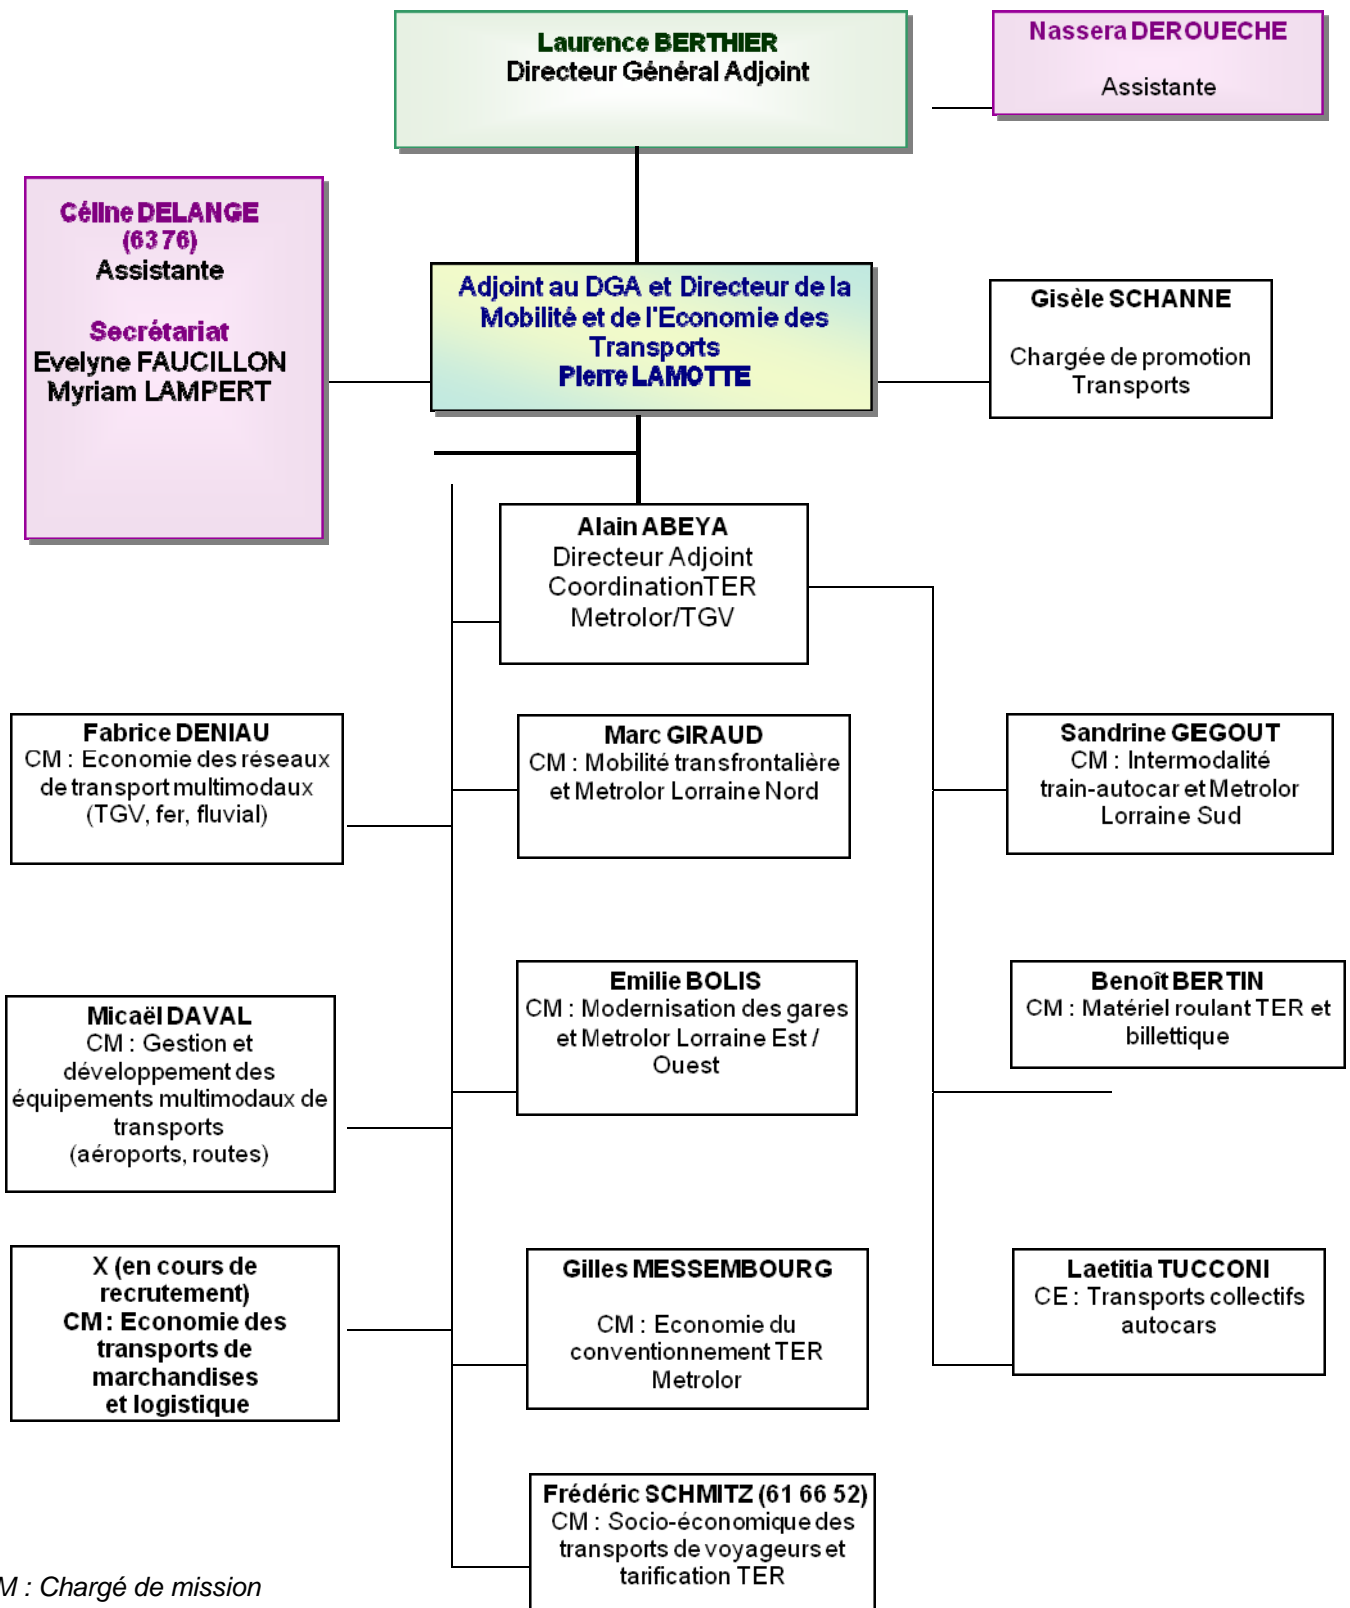 Laurence BERTHIER
Directeur Général Adjoint
Nassera DEROUECHE
Assistante
Céline DELANGE
(63 76)
Assistante
Secrétariat
Evelyne FAUCILLON
Myriam LAMPERT
Adjoint au DGA et Directeur de la
Mobilité et de l'Economie des
Transports
Pierre LAMOTTE
Gisèle SCHANNE
Chargée de promotion
Transports
Alain ABEYA
Directeur Adjoint
CoordinationTER
Metrolor/TGV
Fabrice DENIAU
CM : Economie des réseaux
de transport multimodaux
(TGV, fer, fluvial)
Marc GIRAUD
CM : Mobilité transfrontalière
et Metrolor Lorraine Nord
Sandrine GEGOUT
CM : Intermodalité
train-autocar et Metrolor
Lorraine Sud
Micaël DAVAL
CM : Gestion et
développement des
équipements multimodaux de
transports
(aéroports, routes)
Emilie BOLIS
CM : Modernisation des gares
et Metrolor Lorraine Est /
Ouest
Benoît BERTIN
CM : Matériel roulant TER et
billettique
X (en cours de
recrutement)
CM : Economie des
transports de
marchandises
et logistique
Gilles MESSEMBOURG
CM : Economie du
conventionnement TER
Metrolor
Laetitia TUCCONI
CE : Transports collectifs
autocars
Frédéric SCHMITZ (61 66 52)
CM : Socio-économique des
transports de voyageurs et
tarification TER
M : Chargé de mission